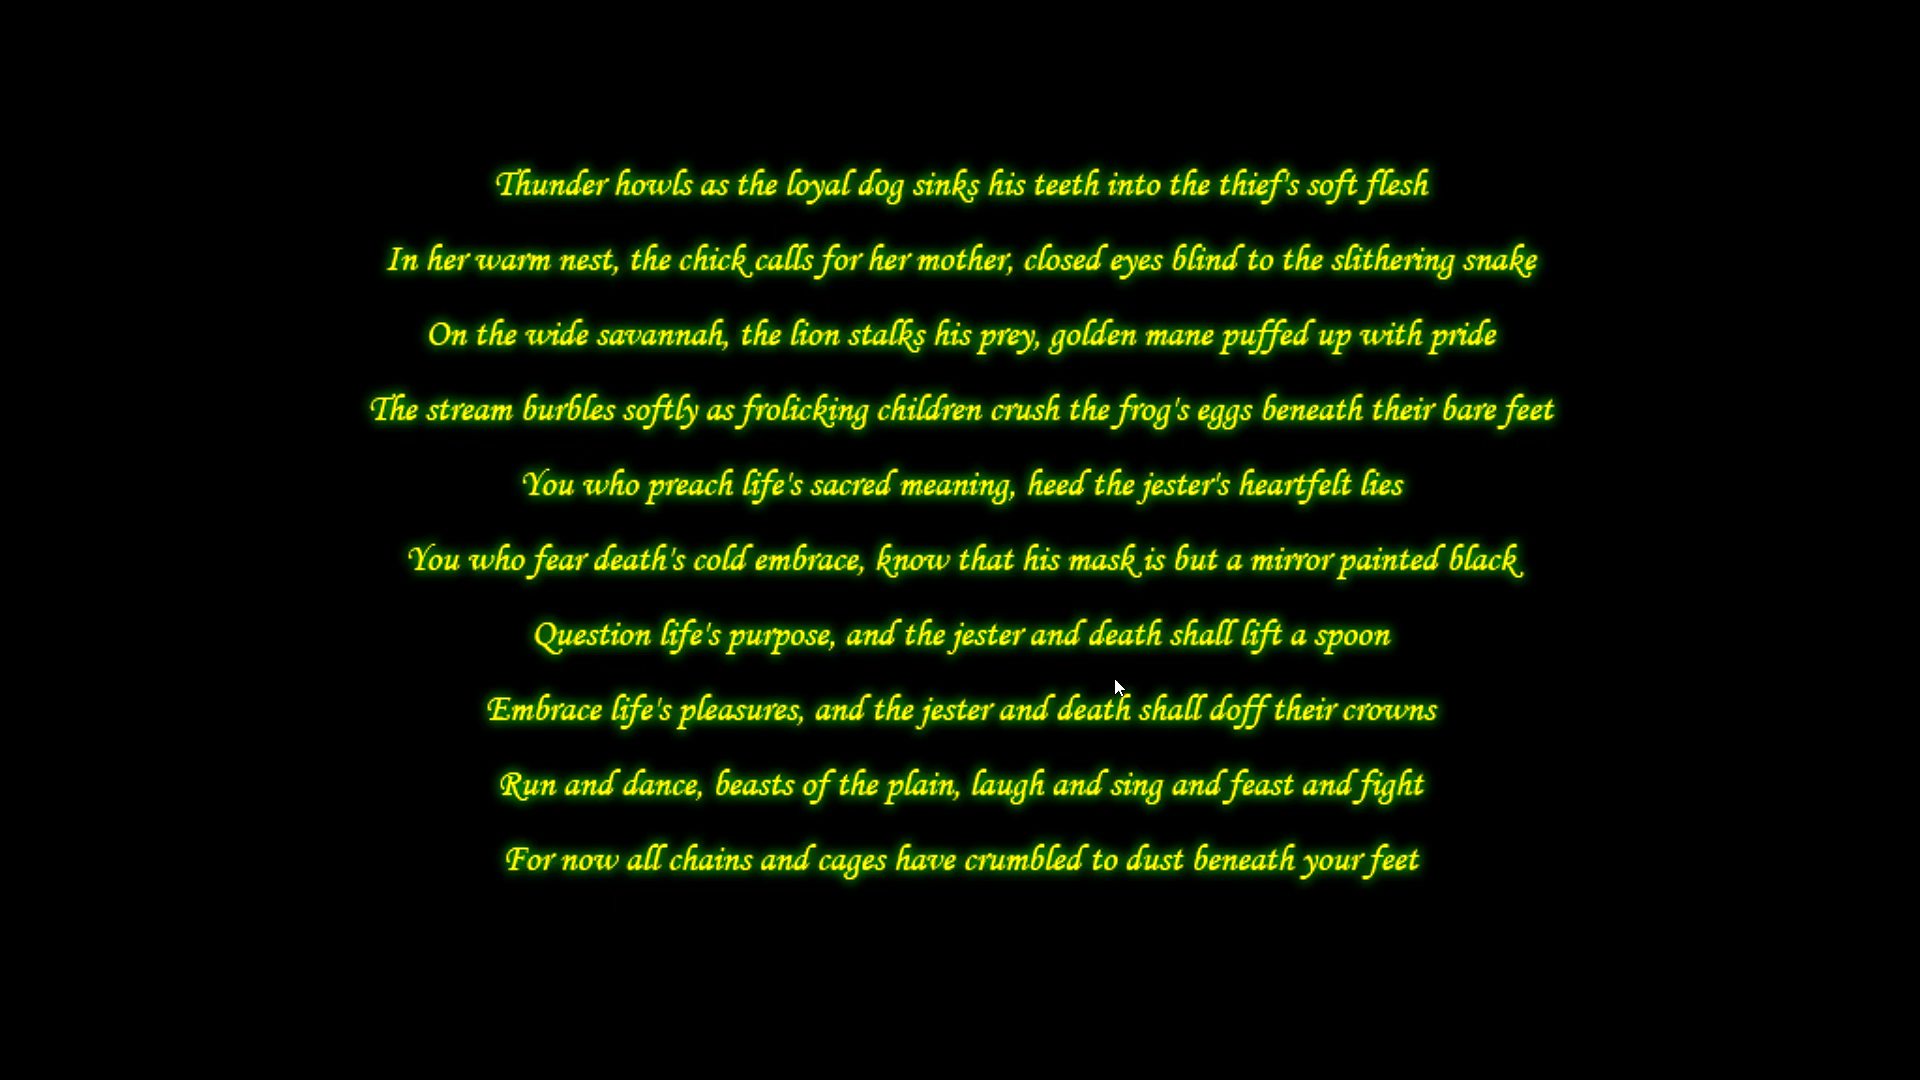 Thunder howls as the loyal dog sinks his teeth into the thief's soft flesh
In her warm nest, the chick calls for her mother, closed eyes blind to the slithering snake
On the wide savannah, the lion stalks his prey, golden mane puffed up with pride
The stream burbles softly as frolicking children crush the frog's eggs beneath their bare feet
You who preach life's sacred meaning, heed the jester's heartfelt lies
You who fear death's cold embrace, know that his mask is but a mirror painted black
Question life's purpose, and the jester and death shall lift a spoon
Embrace life's pleasures, and the jester and death shall doff their crowns
Run and dance, beasts of the plain, laugh and sing and feast and fight
For now all chains and cages have crumbled to dust beneath your feet